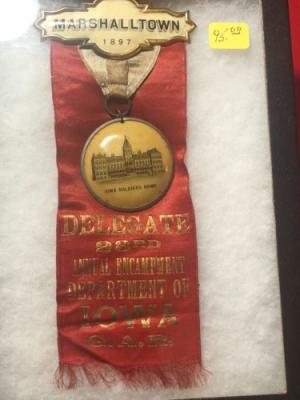 MARSHALLTOWN
1897
95.00
IOWA SOLDIERS HOME
DELEGATE
23RD
ANNUAL ENCAMPMENT
DEPARTMENT OF
IOWA
G.A.R.